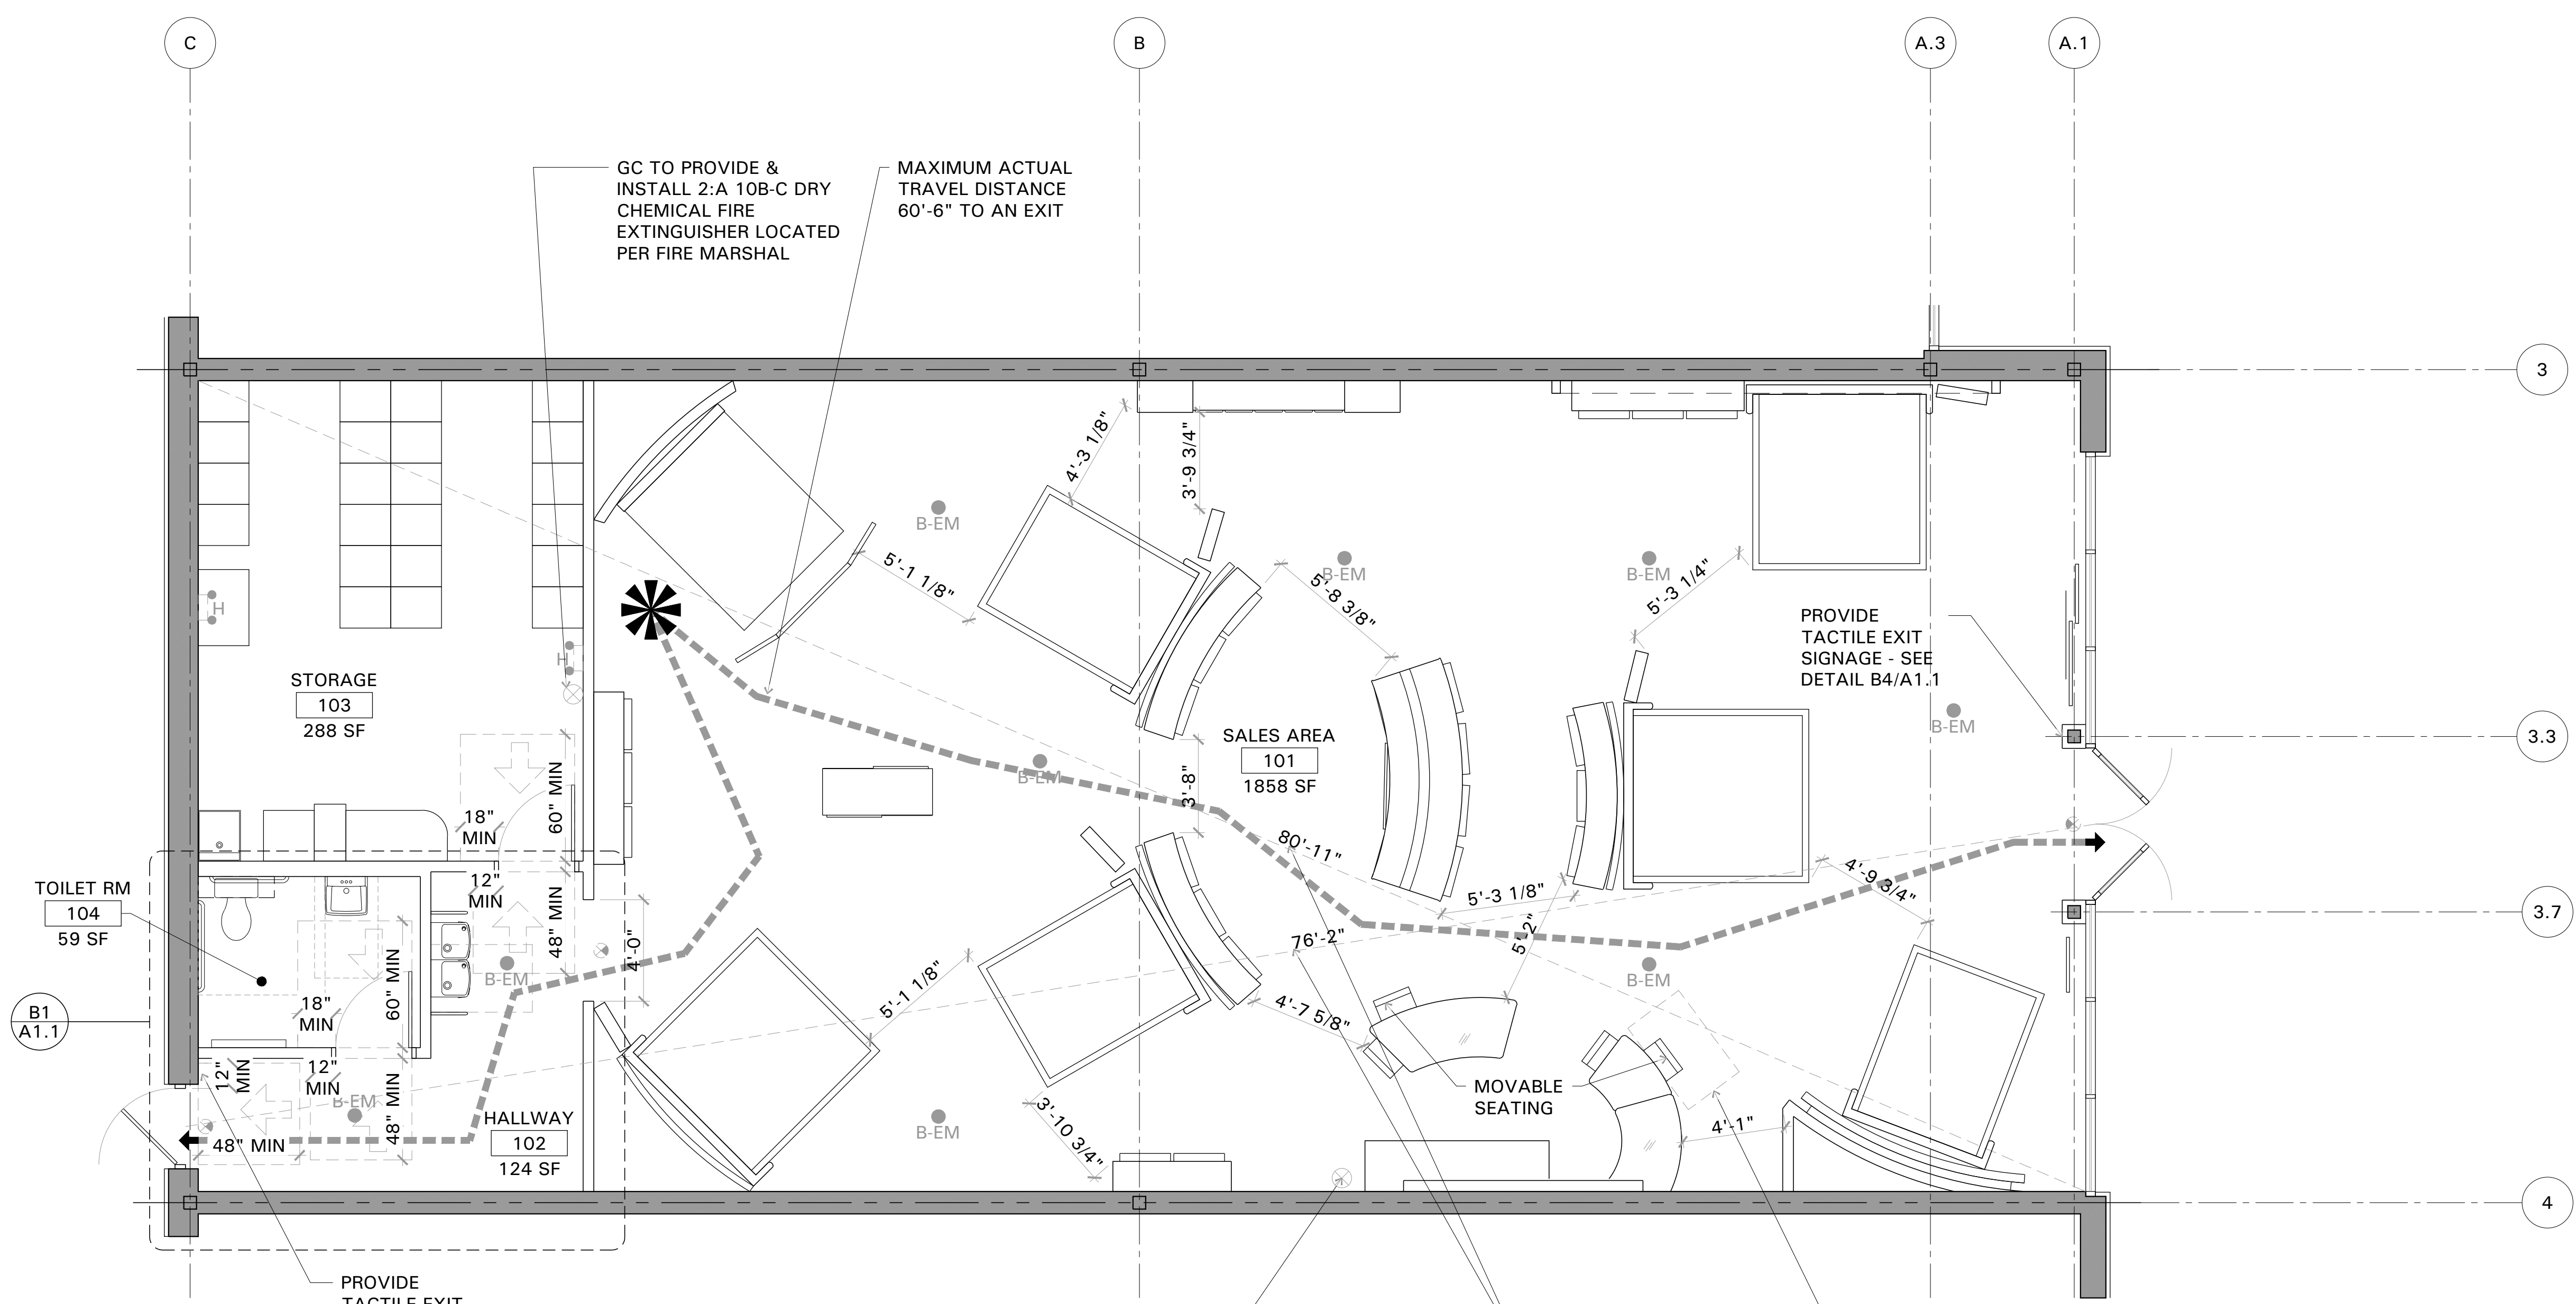 C
B
A.3
A.1
GC TO PROVIDE &
INSTALL 2:A 10B-C DRY
CHEMICAL FIRE
EXTINGUISHER LOCATED
PER FIRE MARSHAL
MAXIMUM ACTUAL
TRAVEL DISTANCE
60'-6" TO AN EXIT
3
4'-3 1/8"
3'-9 3/4"
B-EM
5'-1 1/8"
B-EM
5'-8 3/8"
B-EM
5'-3 1/4"
H
H
PROVIDE
TACTILE EXIT
SIGNAGE - SEE
DETAIL B4/A1.1
B-EM
STORAGE
103
288 SF
SALES AREA
101
1858 SF
3.3
B-EM
3'-8"
60" MIN
18"
MIN
80'-11"
4'-9 3/4"
TOILET RM
104
59 SF
12"
MIN
48" MIN
4'-0"
5'-3 1/8"
5'-2"
76'-2"
3.7
B-EM
60" MIN
18"
MIN
5'-1 1/8"
4'-7 5/8"
B-EM
B1
A1.1
12"
MIN
12"
MIN
B-EM
48" MIN
48" MIN
HALLWAY
102
124 SF
B-EM
3'-10 3/4"
MOVABLE
SEATING
4'-1"
4
PROVIDE
TACTILE EXIT